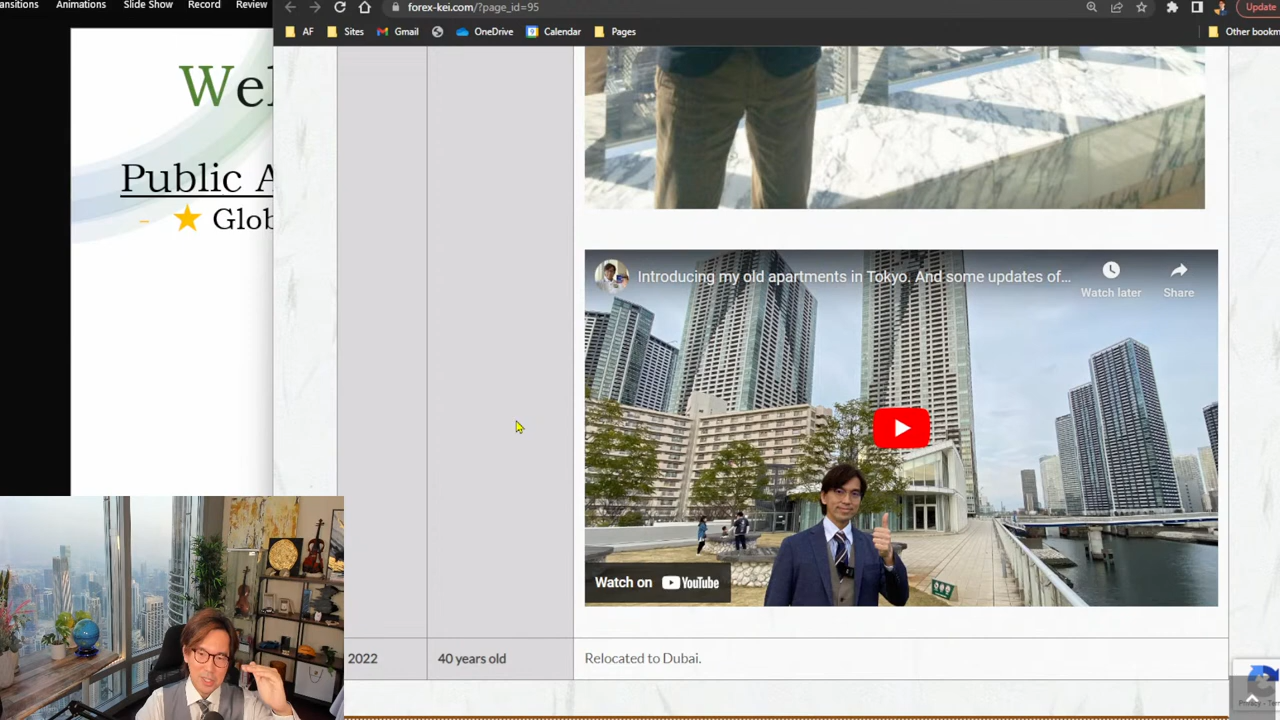 ansitions Animations Slide Show Record Review
forex-kei.com/?page_id=95
Update
AF Sites Gmail OneDrive Calendar Pages
Other bookm
Wel
Public A
- ★ Glob
Introducing my old apartments in Tokyo. And some updates of...
Watch later
Share
Watch on YouTube
2022 40 years old Relocated to Dubai.